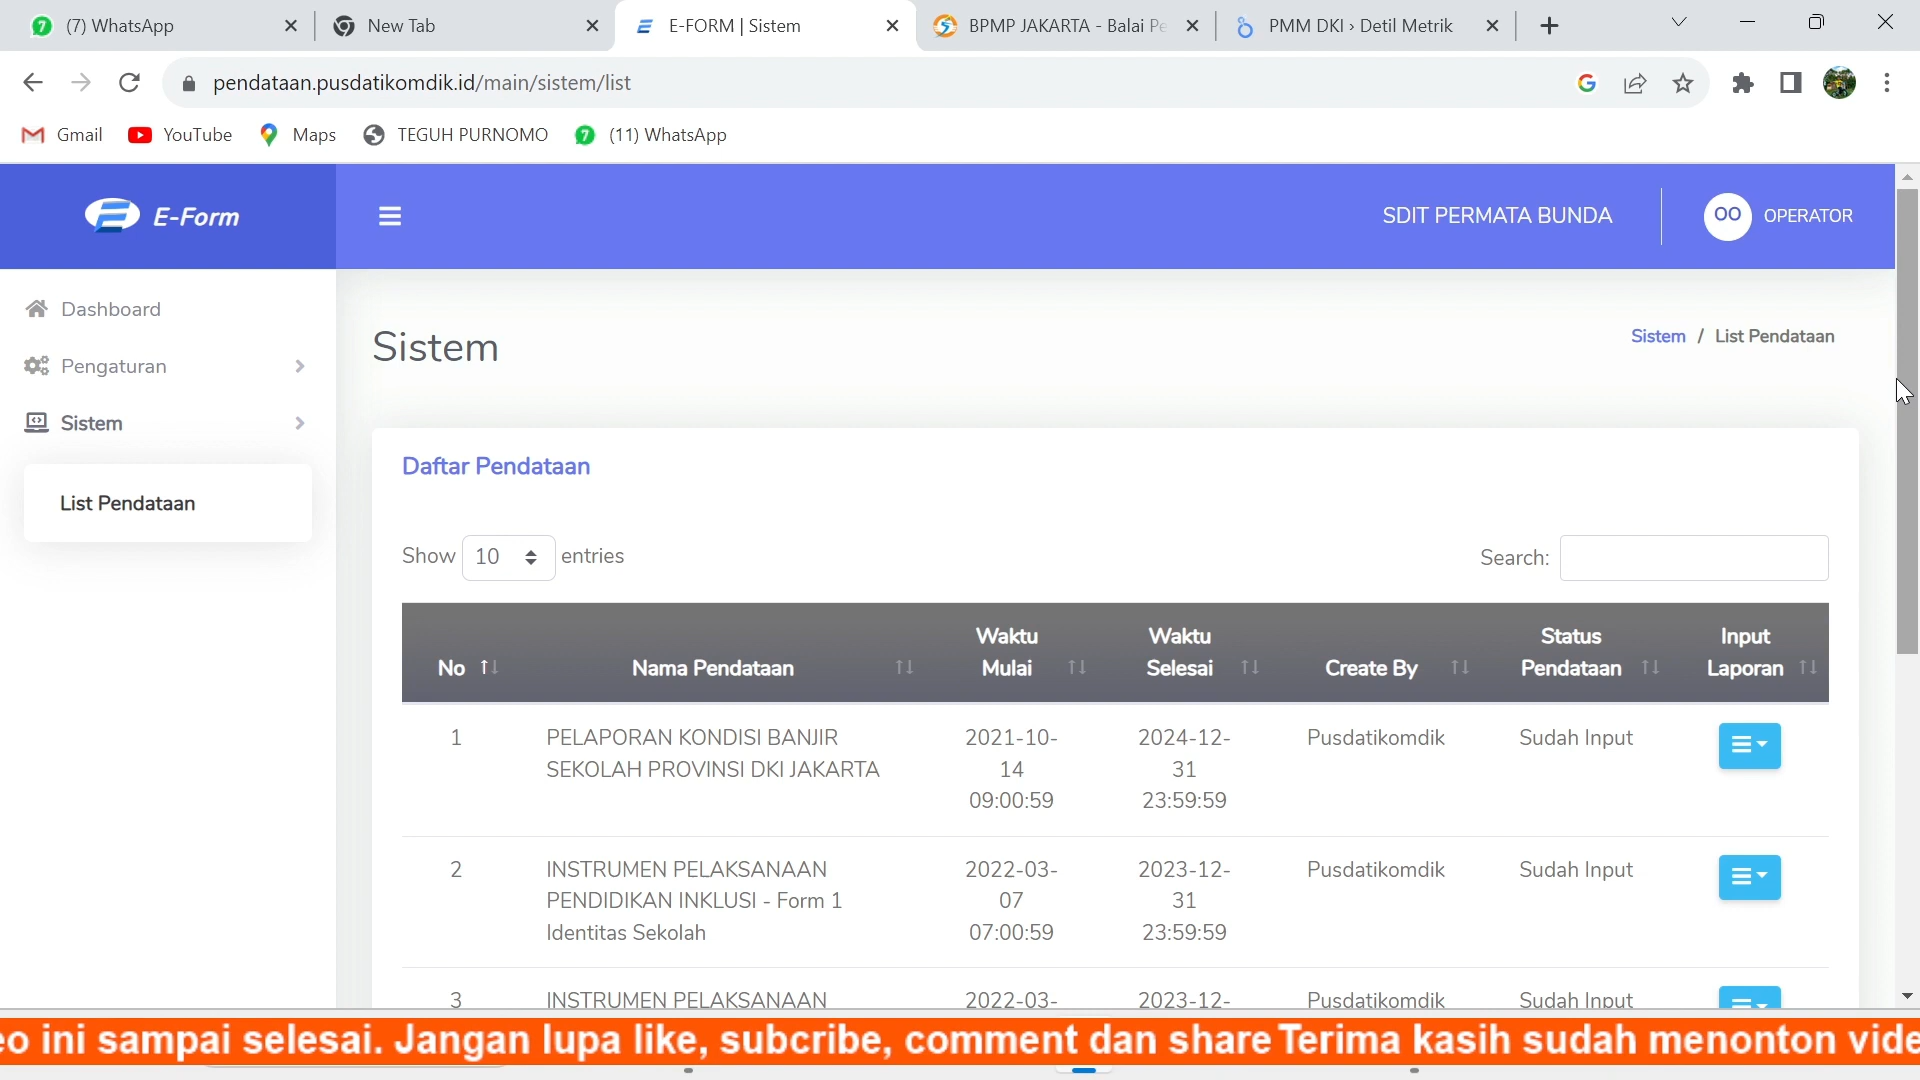 (7) WhatsApp
New Tab
E-FORM | Sistem
BPMP JAKARTA - Balai Pe
PMM DKI › Detil Metrik
pendataan.pusdatikomdik.id/main/sistem/list
Gmail
YouTube
Maps
TEGUH PURNOMO
(11) WhatsApp
E-Form
SDIT PERMATA BUNDA
OO
OPERATOR
Dashboard
Pengaturan
Sistem
List Pendataan
Sistem
Sistem / List Pendataan
Daftar Pendataan
Show 10 entries
Search:
No
Nama Pendataan
Waktu
Mulai
Waktu
Selesai
Create By
Status
Pendataan
Input
Laporan
1
PELAPORAN KONDISI BANJIR
SEKOLAH PROVINSI DKI JAKARTA
2021-10-
14
09:00:59
2024-12-
31
23:59:59
Pusdatikomdik
Sudah Input
2
INSTRUMEN PELAKSANAAN
PENDIDIKAN INKLUSI - Form 1
Identitas Sekolah
2022-03-
07
07:00:59
2023-12-
31
23:59:59
Pusdatikomdik
Sudah Input
3
INSTRUMEN PELAKSANAAN
2022-03-
2023-12-
Pusdatikomdik
Sudah Input
eo ini sampai selesai. Jangan lupa like, subcribe, comment dan share Terima kasih sudah menonton vide